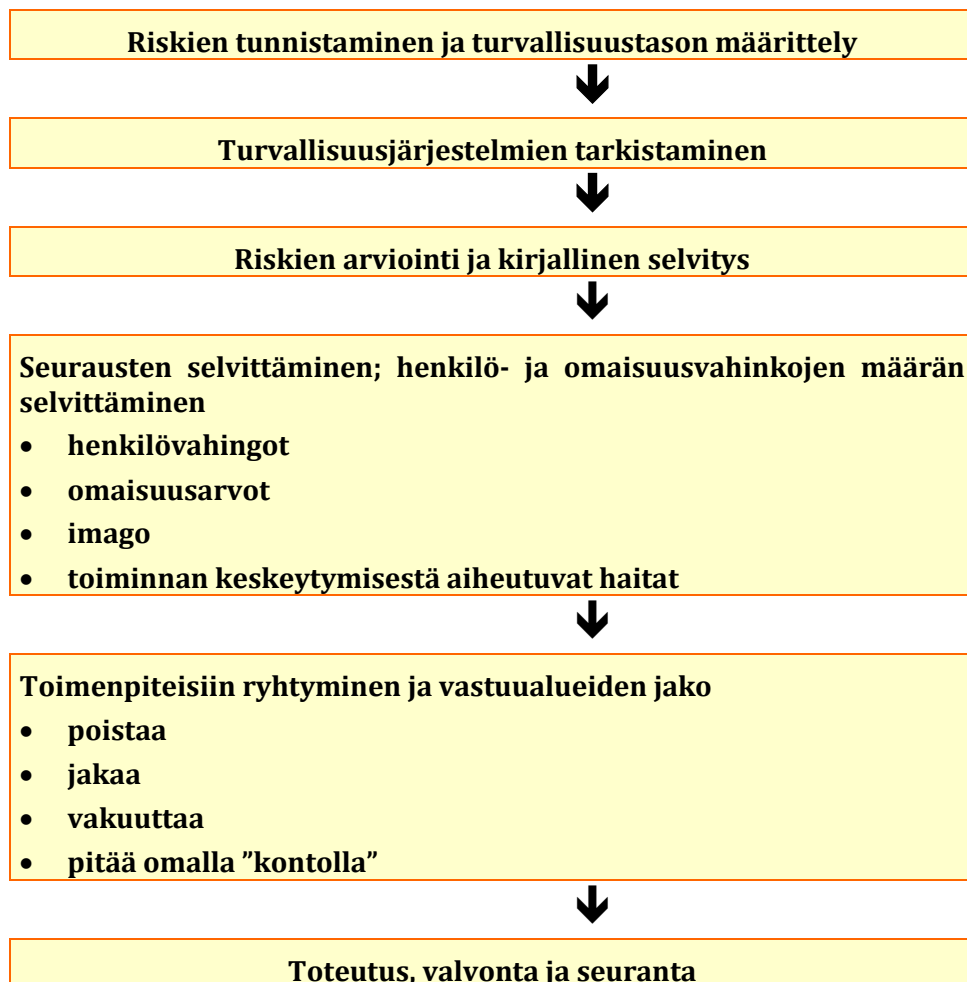 Riskien tunnistaminen ja turvallisuustason määrittely
Turvallisuusjärjestelmien tarkistaminen
Riskien arviointi ja kirjallinen selvitys
Seurausten selvittäminen; henkilö- ja omaisuusvahinkojen määrän
selvittäminen
• henkilövahingot
• omaisuusarvot
• imago
• toiminnan keskeytymisestä aiheutuvat haitat
Toimenpiteisiin ryhtyminen ja vastuualueiden jako
• poistaa
• jakaa
• vakuuttaa
• pitää omalla ”kontolla”
Toteutus, valvonta ja seuranta